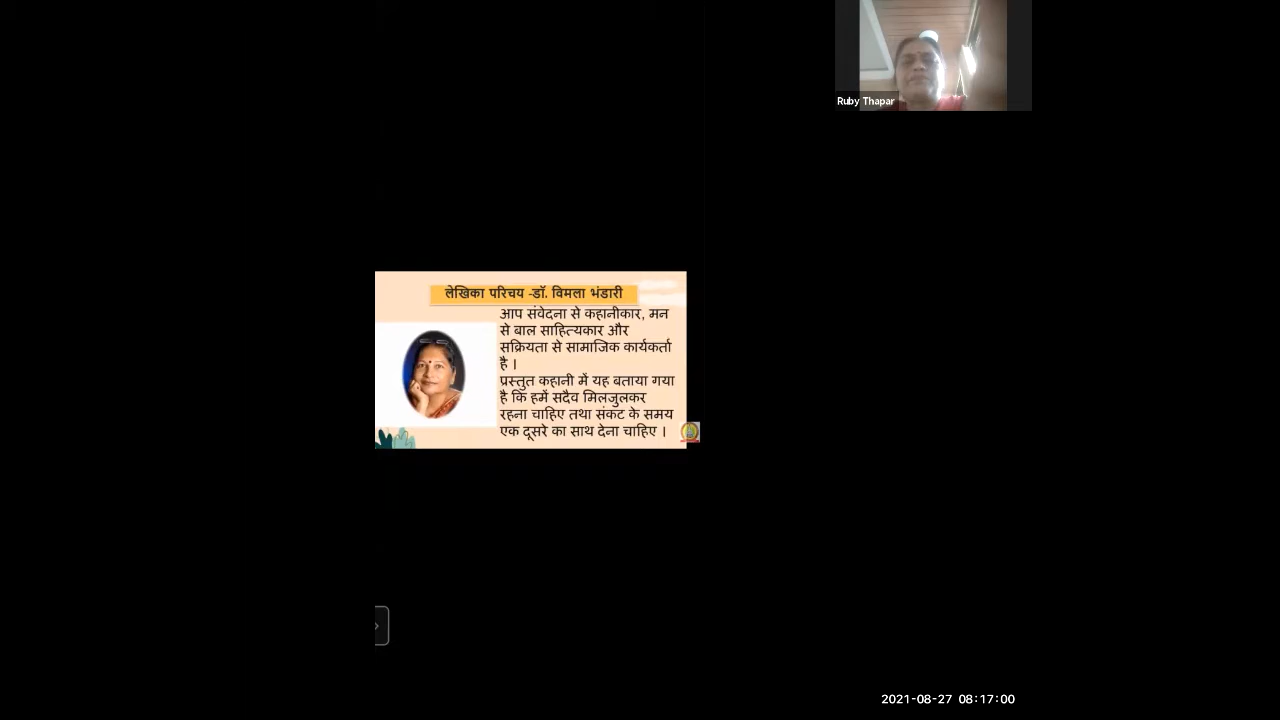 Ruby Thapar
लेखिका परिचय -डॉ. विमला भंडारी
आप संवेदना से कहानीकार, मन
से बाल साहित्यकार और
सक्रियता से सामाजिक कार्यकर्ता
है ।
प्रस्तुत कहानी में यह बताया गया
है कि हमें सदैव मिलजुलकर
रहना चाहिए तथा संकट के समय
एक दूसरे का साथ देना चाहिए ।
2021-08-27 08:17:00